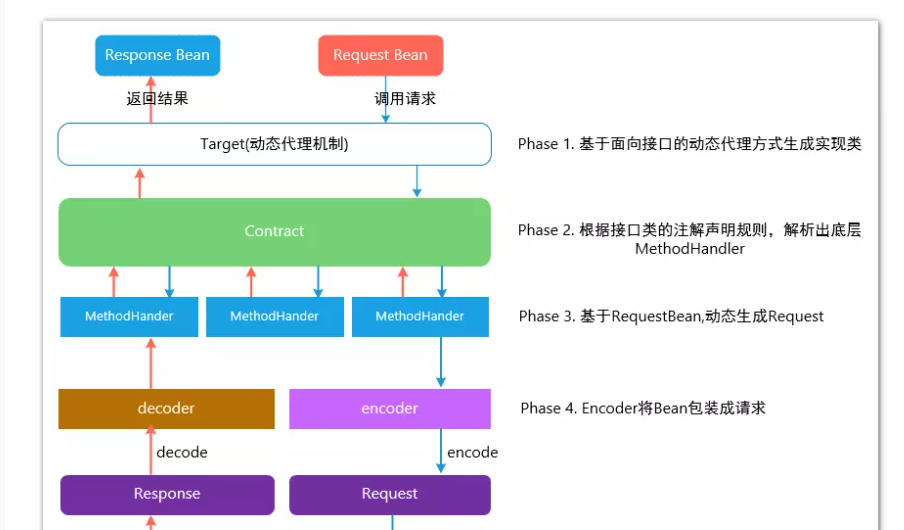 Response Bean
Request Bean
返回结果
调用请求
Target(动态代理机制)
Phase 1. 基于面向接口的动态代理方式生成实现类
Contract
Phase 2. 根据接口类的注解声明规则，解析出底层
MethodHandler
MethodHander
MethodHander
MethodHander
Phase 3. 基于RequestBean,动态生成Request
decoder
encoder
Phase 4. Encoder将Bean包装成请求
decode
encode
Response
Request